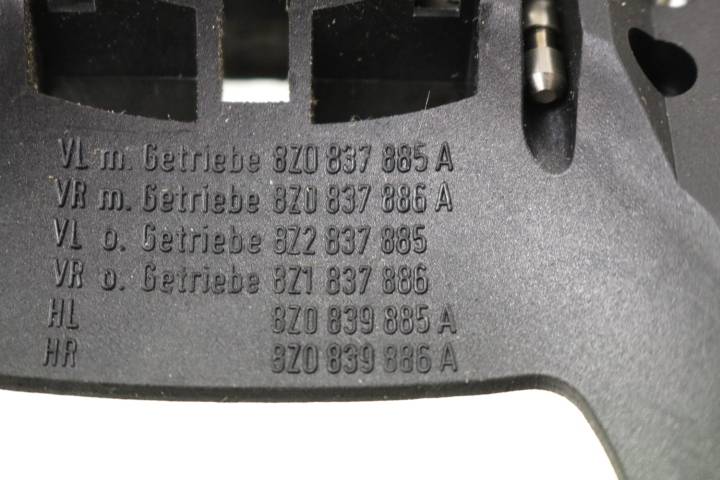 VL m. Getriebe 8Z0 837 885 A
VR m. Getriebe 8Z0 837 886 A
VL o. Getriebe 8Z2 837 885
VR o. Getriebe 8Z1 837 886
HL 8Z0 839 885 A
HR 8Z0 839 886 A